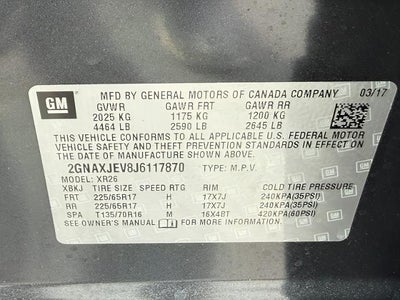 GM
MFD BY GENERAL MOTORS OF CANADA COMPANY 03/17
GVWR GAWR FRT GAWR RR
2025 KG 1175 KG 1200 KG
4464 LB 2590 LB 2645 LB
THIS VEHICLE CONFORMS TO ALL APPLICABLE U.S. FEDERAL MOTOR
VEHICLE SAFETY AND THEFT PREVENTION STANDARDS IN EFFECT ON
THE DATE OF MANUFACTURE SHOWN ABOVE.
2GNAXJEV8J6117870 TYPE: M.P.V.
MODEL: XR26
XBKJ TIRE SIZE SPEED RTG RIM COLD TIRE PRESSURE
FRT 225/65R17 H 17X7J 240KPA(35PSI)
RR 225/65R17 H 17X7J 240KPA(35PSI)
SPA T135/70R16 M 16X4BT 420KPA(60PSI)
SEE OWNER'S MANUAL FOR MORE INFORMATION.